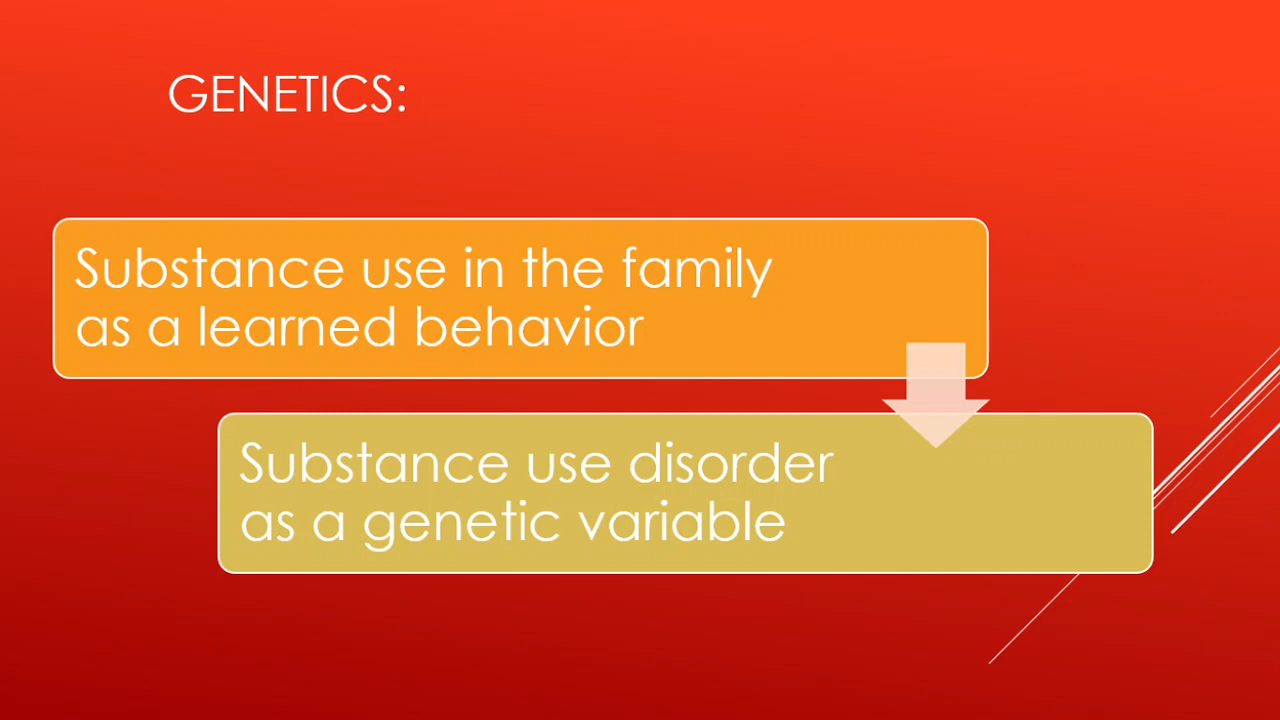 GENETICS:
Substance use in the family
as a learned behavior
Substance use disorder
as a genetic variable